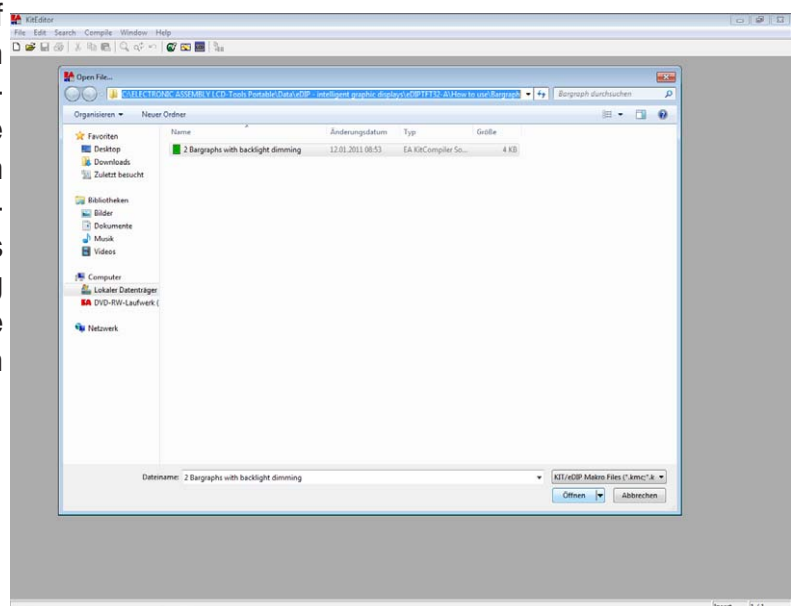 KitEditor
File Edit Search Compile Window Help
Open File...
C:\ELECTRONIC ASSEMBLY LCD-Tools Portable\Data\eDIP - intelligent graphic displays\eDIPTFT32-A\How to use\Bargraph
Bargraph durchsuchen
Organisieren Neuer Ordner
Name Änderungsdatum Typ Größe
2 Bargraphs with backlight dimming 12.01.2011 08:53 EA KitCompiler So... 4 KB
Favoriten
Desktop
Downloads
Zuletzt besucht
Bibliotheken
Bilder
Dokumente
Musik
Videos
Computer
Lokaler Datenträger
DVD-RW-Laufwerk (
Netzwerk
Dateiname: 2 Bargraphs with backlight dimming
KIT/eDIP Makro Files (*.kmc;*.k
Öffnen Abbrechen